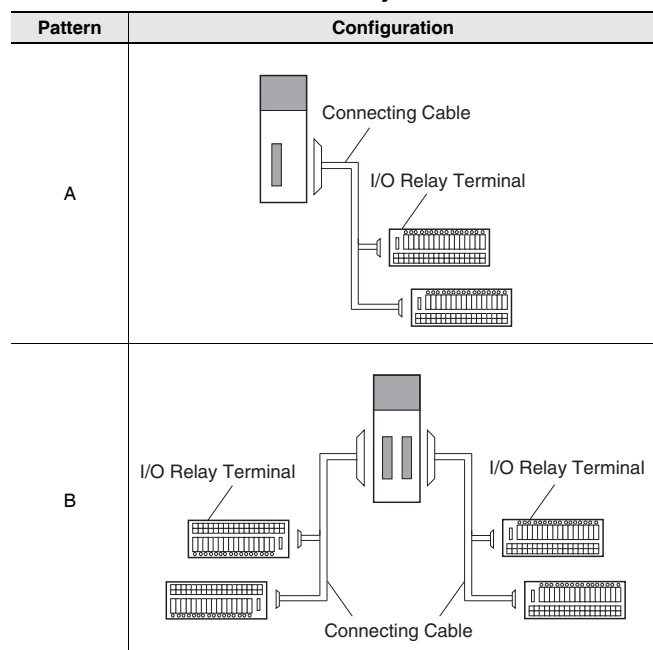 Pattern Configuration
A
Connecting Cable
I/O Relay Terminal
B
I/O Relay Terminal I/O Relay Terminal
Connecting Cable